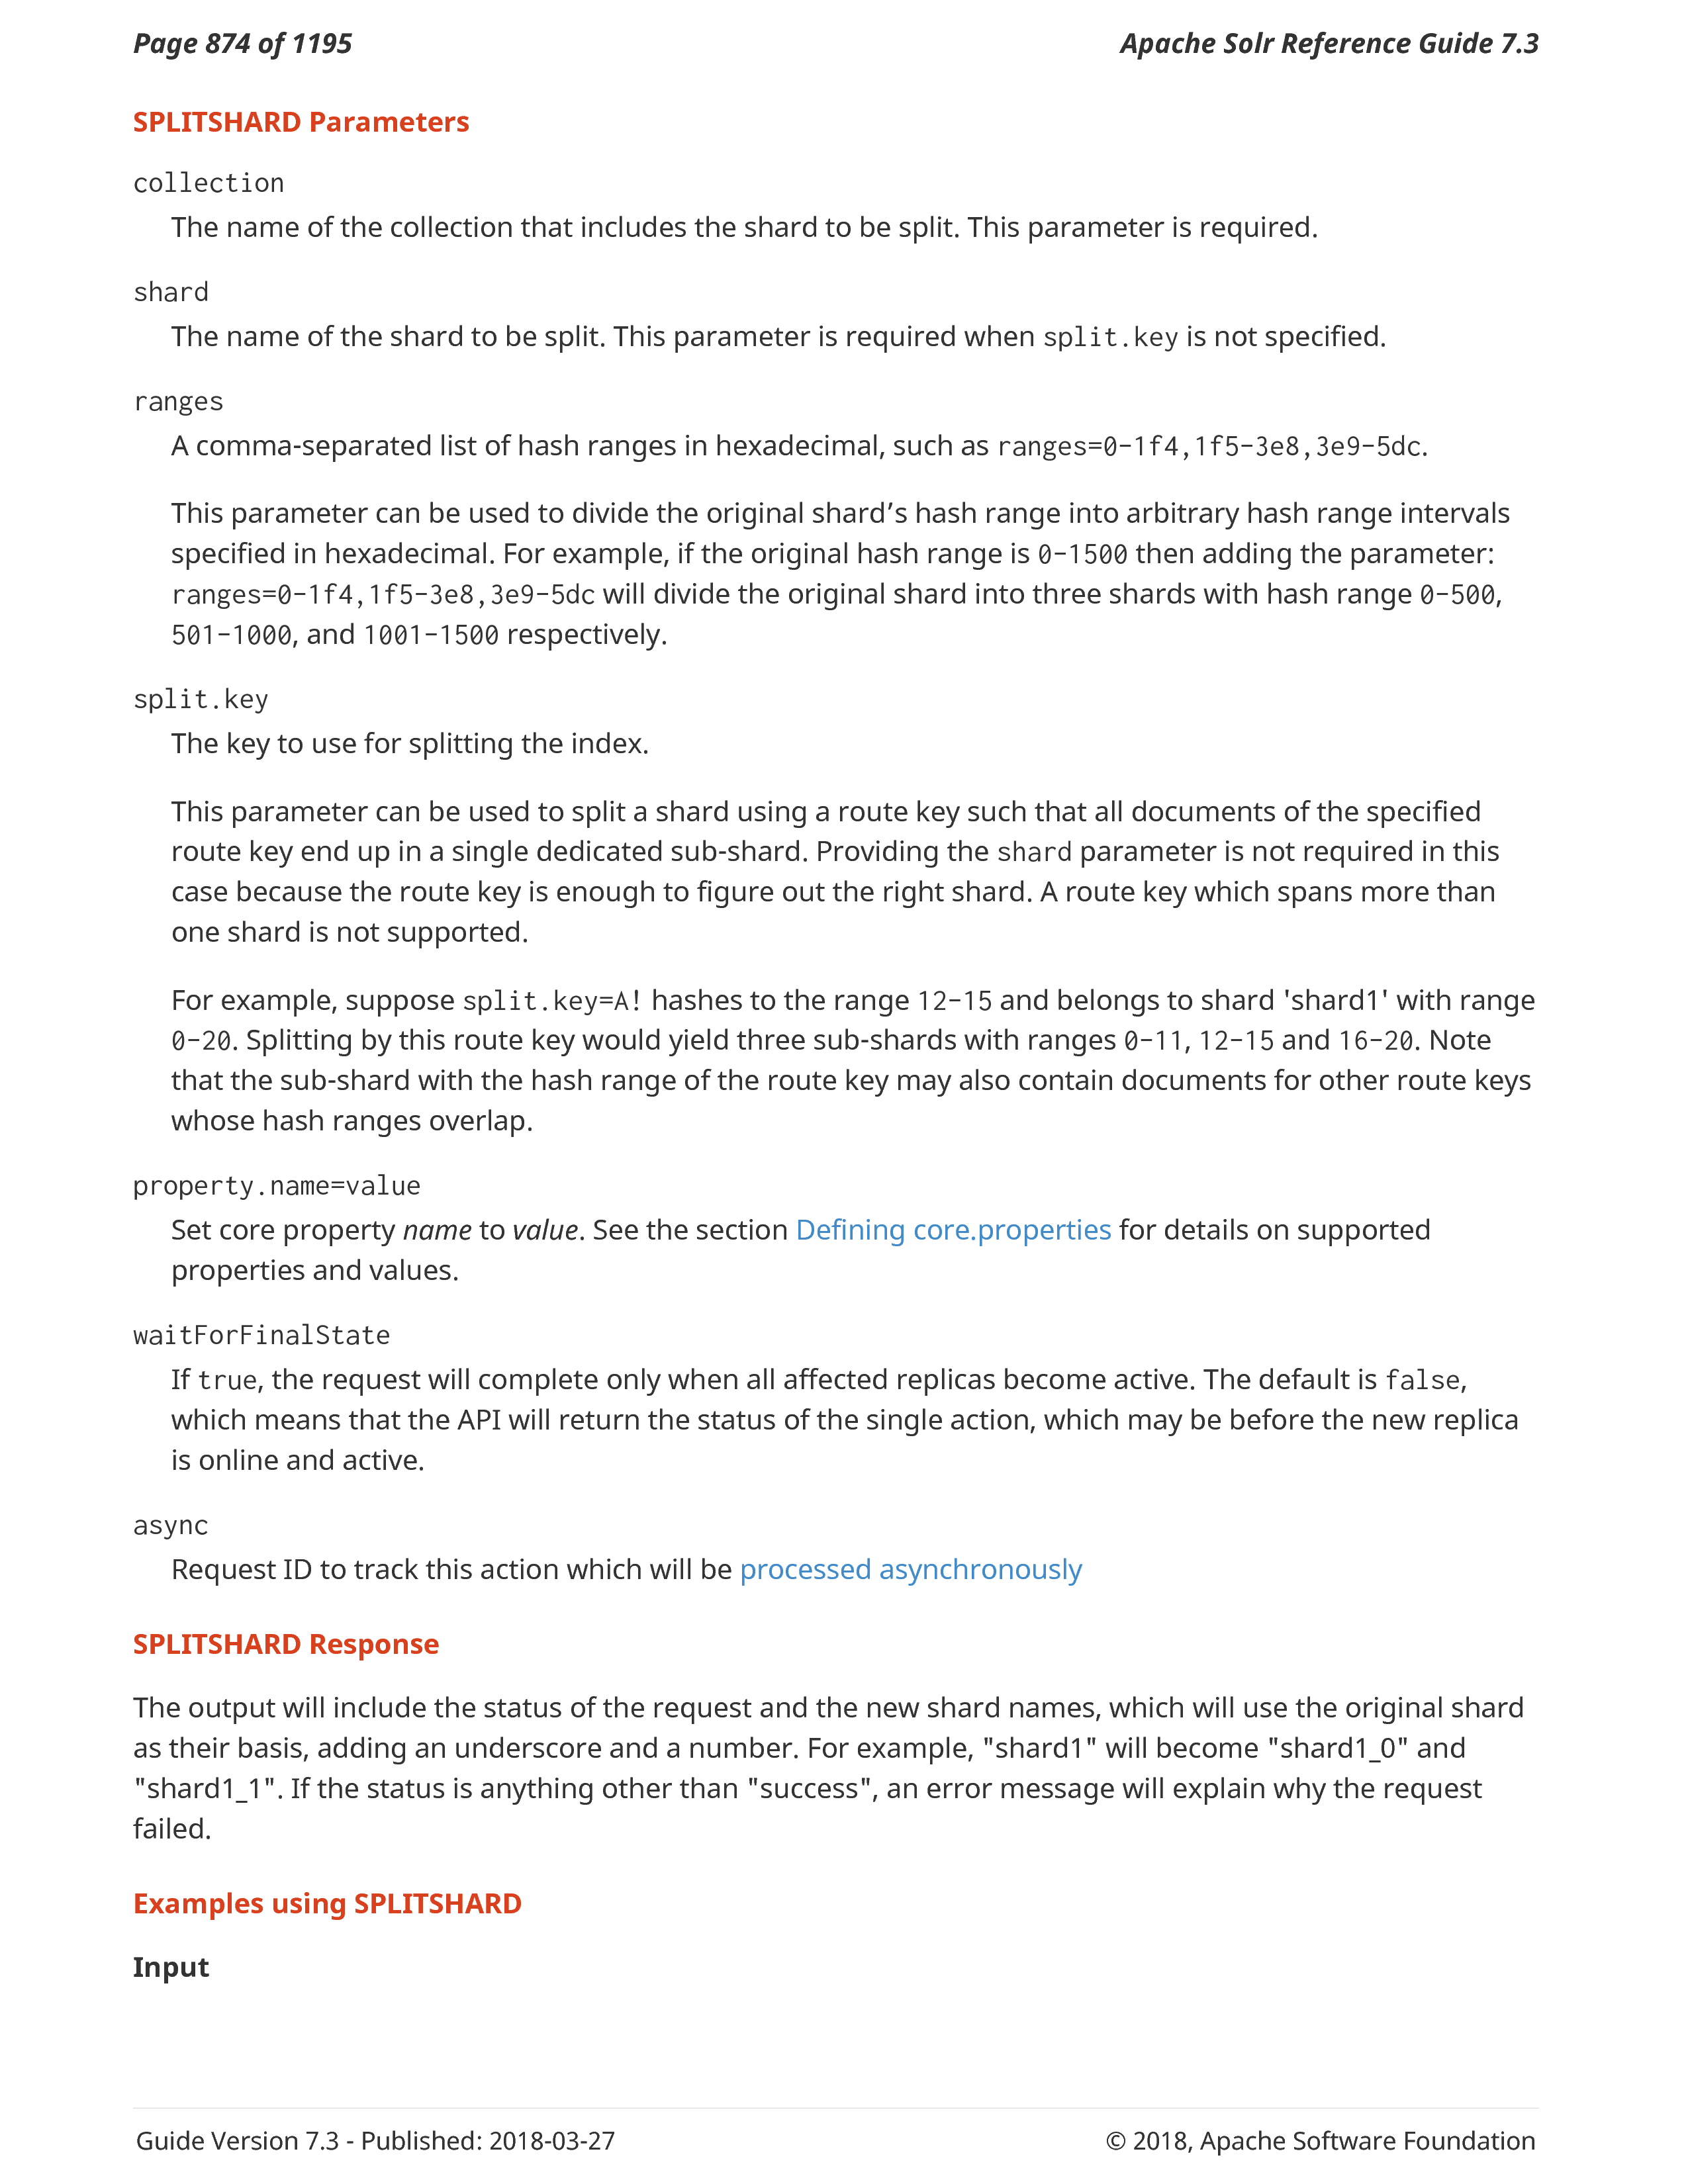 Page 874 of 1195
Apache Solr Reference Guide 7.3
SPLITSHARD Parameters
collection
The name of the collection that includes the shard to be split. This parameter is required.
shard
The name of the shard to be split. This parameter is required when split.key is not specified.
ranges
A comma-separated list of hash ranges in hexadecimal, such as ranges=0-1f4,1f5-3e8,3e9-5dc.
This parameter can be used to divide the original shard’s hash range into arbitrary hash range intervals
specified in hexadecimal. For example, if the original hash range is 0-1500 then adding the parameter:
ranges=0-1f4,1f5-3e8,3e9-5dc will divide the original shard into three shards with hash range 0-500,
501-1000, and 1001-1500 respectively.
split.key
The key to use for splitting the index.
This parameter can be used to split a shard using a route key such that all documents of the specified
route key end up in a single dedicated sub-shard. Providing the shard parameter is not required in this
case because the route key is enough to figure out the right shard. A route key which spans more than
one shard is not supported.
For example, suppose split.key=A! hashes to the range 12-15 and belongs to shard 'shard1' with range
0-20. Splitting by this route key would yield three sub-shards with ranges 0-11, 12-15 and 16-20. Note
that the sub-shard with the hash range of the route key may also contain documents for other route keys
whose hash ranges overlap.
property.name=value
Set core property name to value. See the section Defining core.properties for details on supported
properties and values.
waitForFinalState
If true, the request will complete only when all affected replicas become active. The default is false,
which means that the API will return the status of the single action, which may be before the new replica
is online and active.
async
Request ID to track this action which will be processed asynchronously
SPLITSHARD Response
The output will include the status of the request and the new shard names, which will use the original shard
as their basis, adding an underscore and a number. For example, "shard1" will become "shard1_0" and
"shard1_1". If the status is anything other than "success", an error message will explain why the request
failed.
Examples using SPLITSHARD
Input
Guide Version 7.3 - Published: 2018-03-27
© 2018, Apache Software Foundation